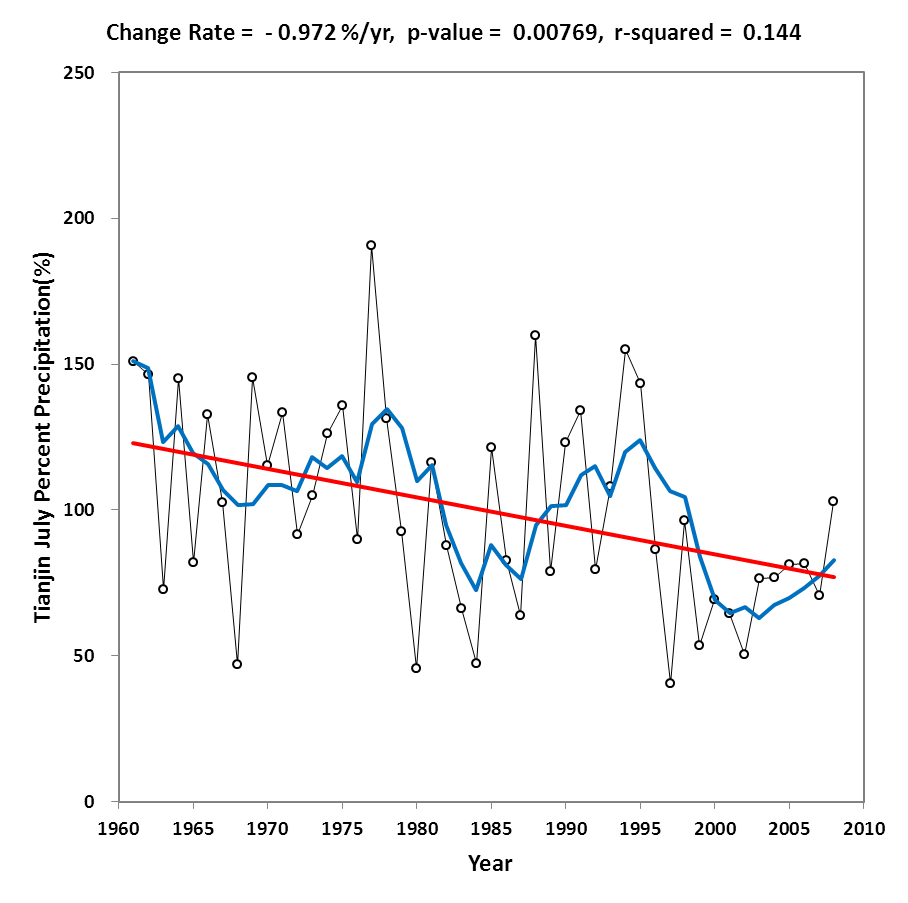 Change Rate = - 0.972 %/yr, p-value = 0.00769, r-squared = 0.144
250
200
150
100
50
0
Tianjin July Percent Precipitation(%)
1960 1965 1970 1975 1980 1985 1990 1995 2000 2005 2010
Year